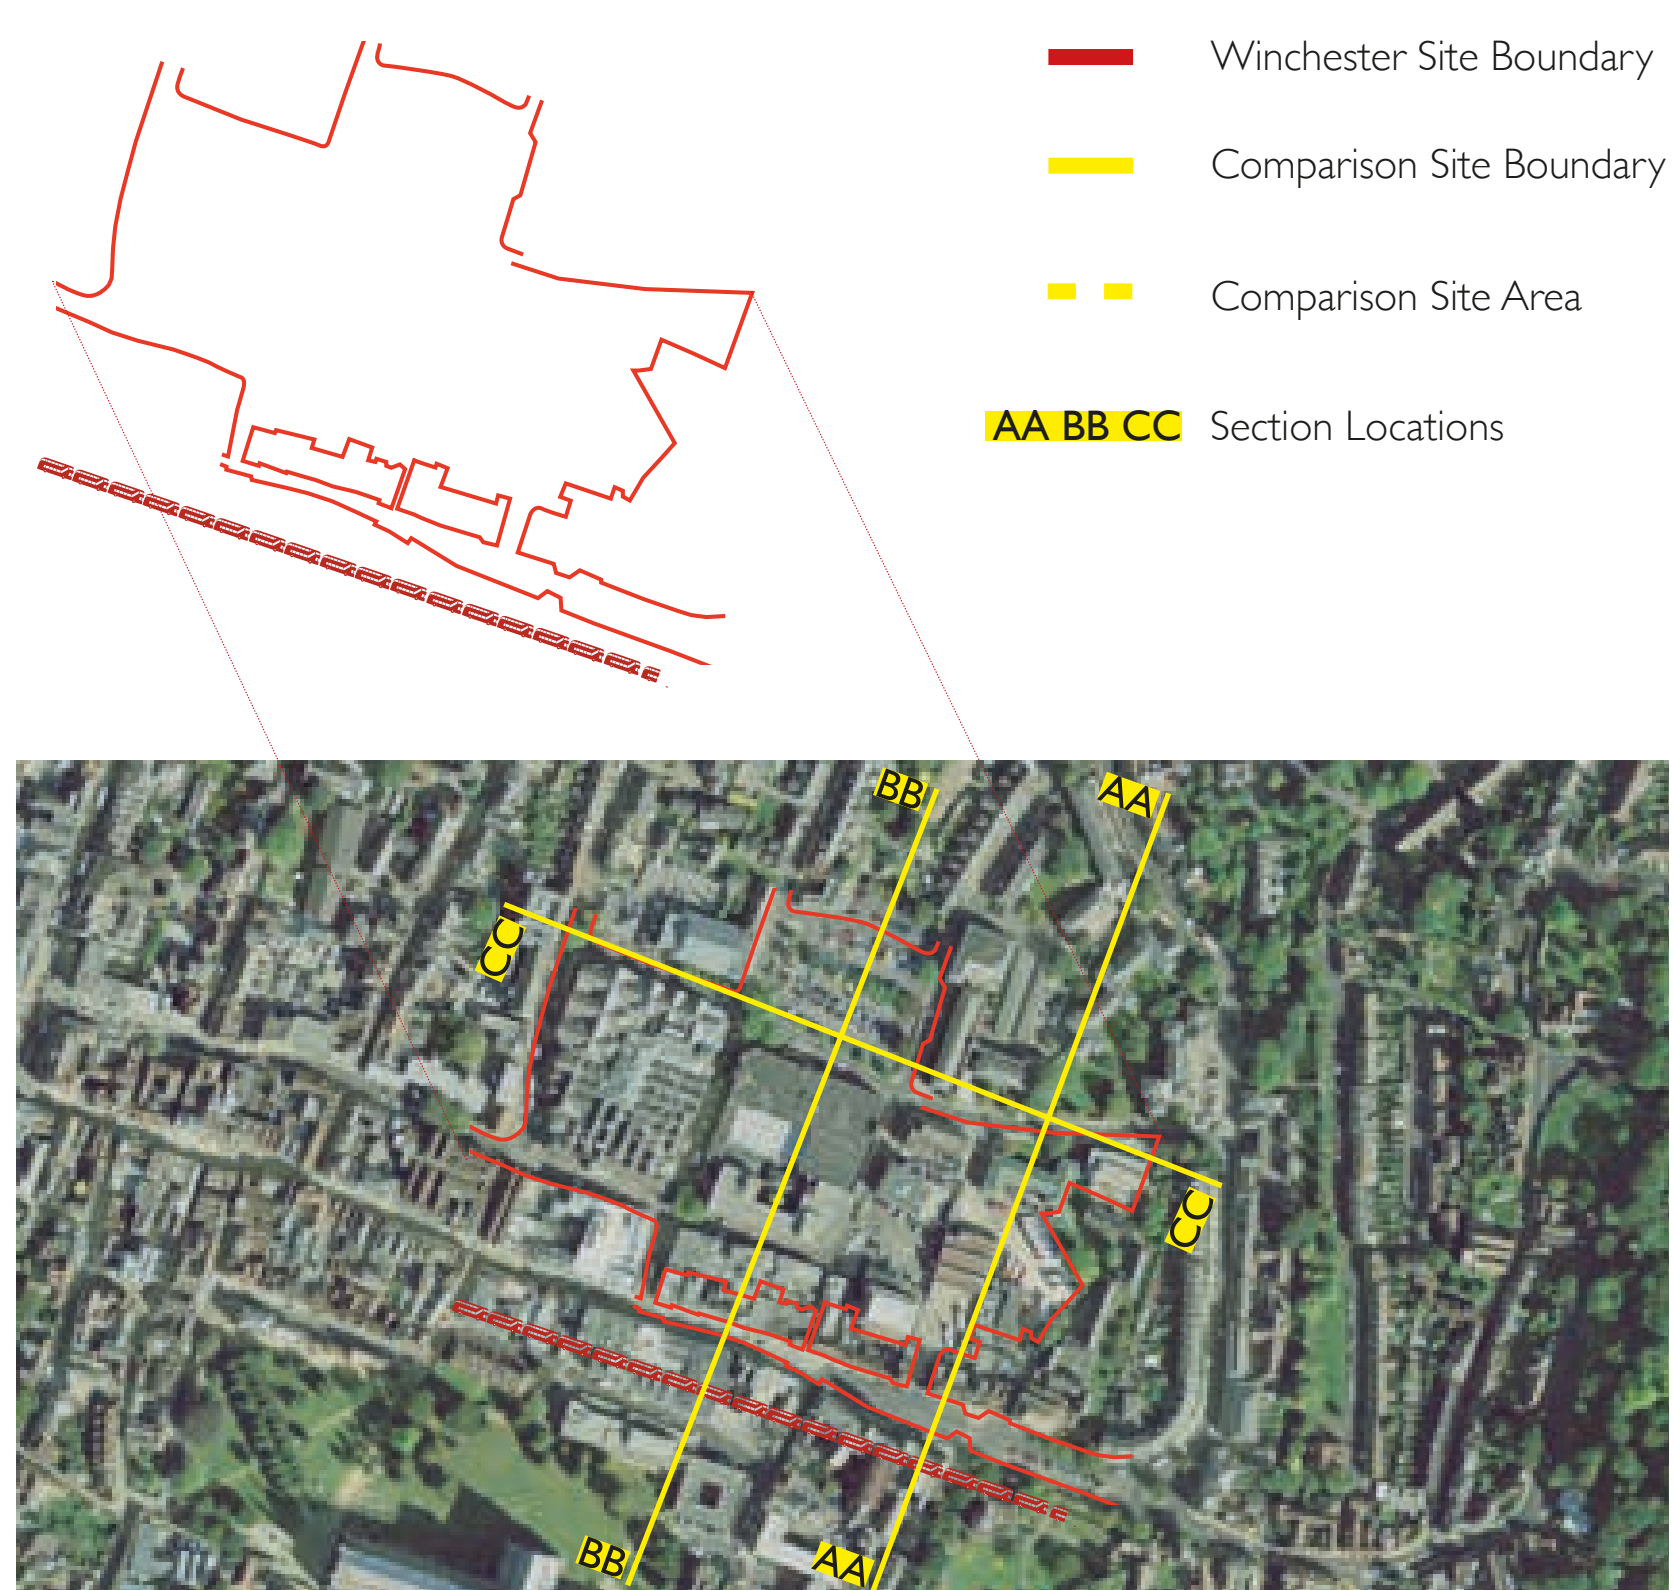 Winchester Site Boundary
Comparison Site Boundary
Comparison Site Area
AA BB CC Section Locations
BB
AA
CC
CC
BB
AA